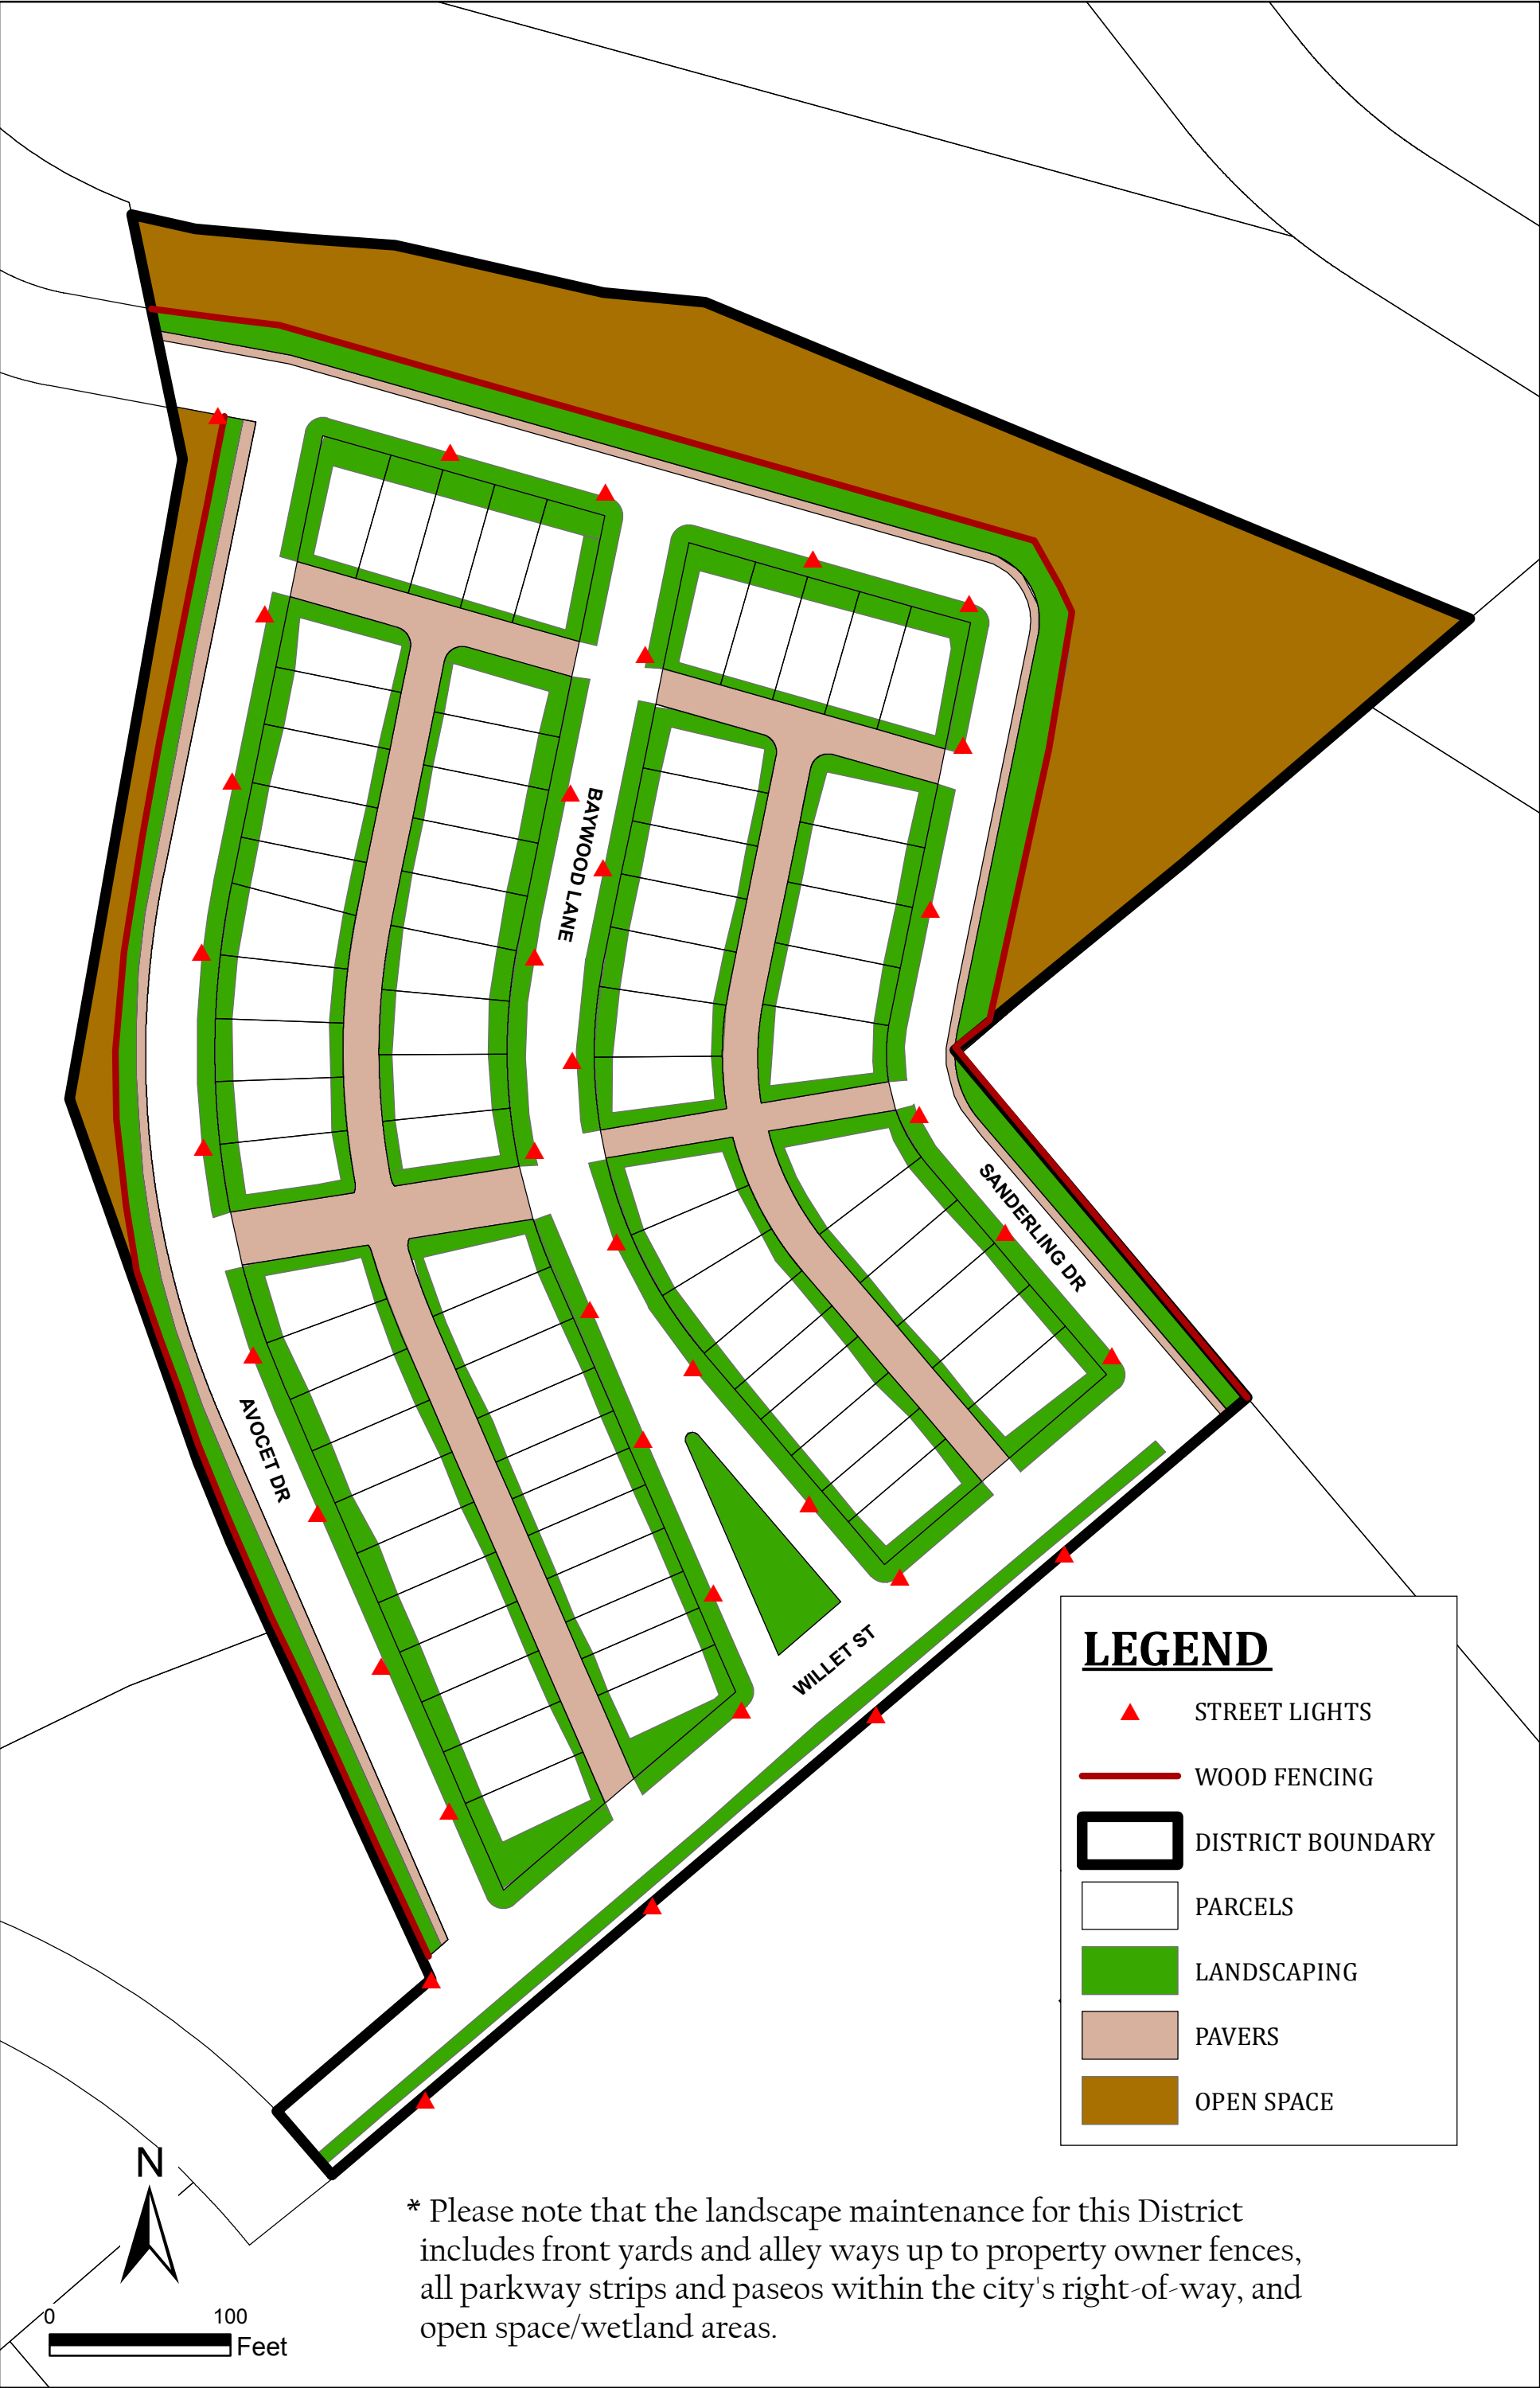 BAYWOOD LANE
SANDERLING DR
AVOCET DR
WILLET ST
LEGEND
STREET LIGHTS
WOOD FENCING
DISTRICT BOUNDARY
PARCELS
LANDSCAPING
PAVERS
OPEN SPACE
N
0 100
Feet
* Please note that the landscape maintenance for this District
includes front yards and alley ways up to property owner fences,
all parkway strips and paseos within the city's right-of-way, and
open space/wetland areas.